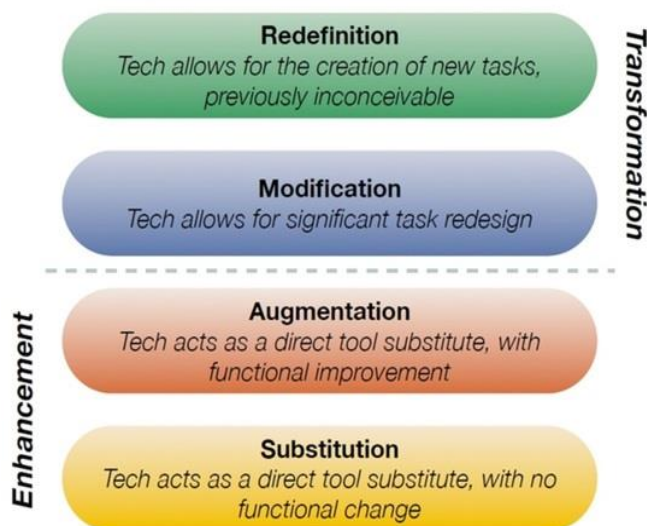 Redefinition
Tech allows for the creation of new tasks,
previously inconceivable
Transformation
Modification
Tech allows for significant task redesign
Enhancement
Augmentation
Tech acts as a direct tool substitute, with
functional improvement
Substitution
Tech acts as a direct tool substitute, with no
functional change